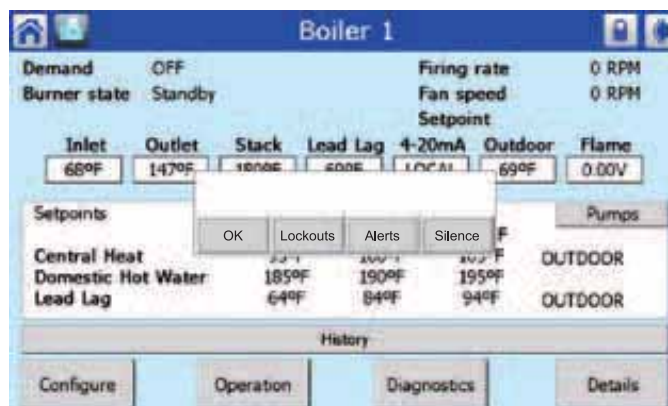 Boiler 1
Demand OFF Firing rate 0 RPM
Burner state Standby Fan speed 0 RPM
Setpoint
Inlet Outlet Stack Lead Lag 4-20mA Outdoor Flame
68ºF 147ºF 69ºF 0.00V
Setpoints Pumps
OK Lockouts Alerts Silence
Central Heat OUTDOOR
Domestic Hot Water 185ºF 190ºF 195ºF
Lead Lag 64ºF 84ºF 94ºF OUTDOOR
History
Configure Operation Diagnostics Details